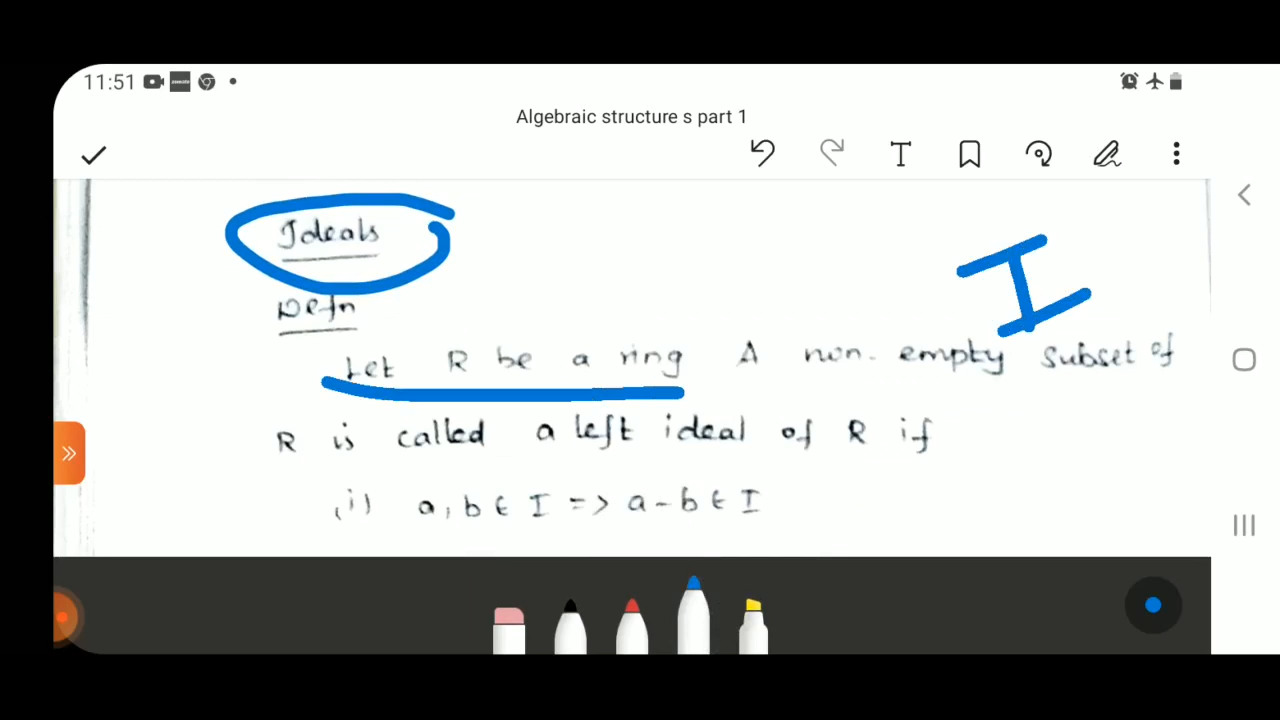 11:51
Algebraic structure s part 1
T
Ideals
I
Defn
Let R be a ring A non-empty subset of
R is called a left ideal of R if
(i) a, b ∈ I => a - b ∈ I